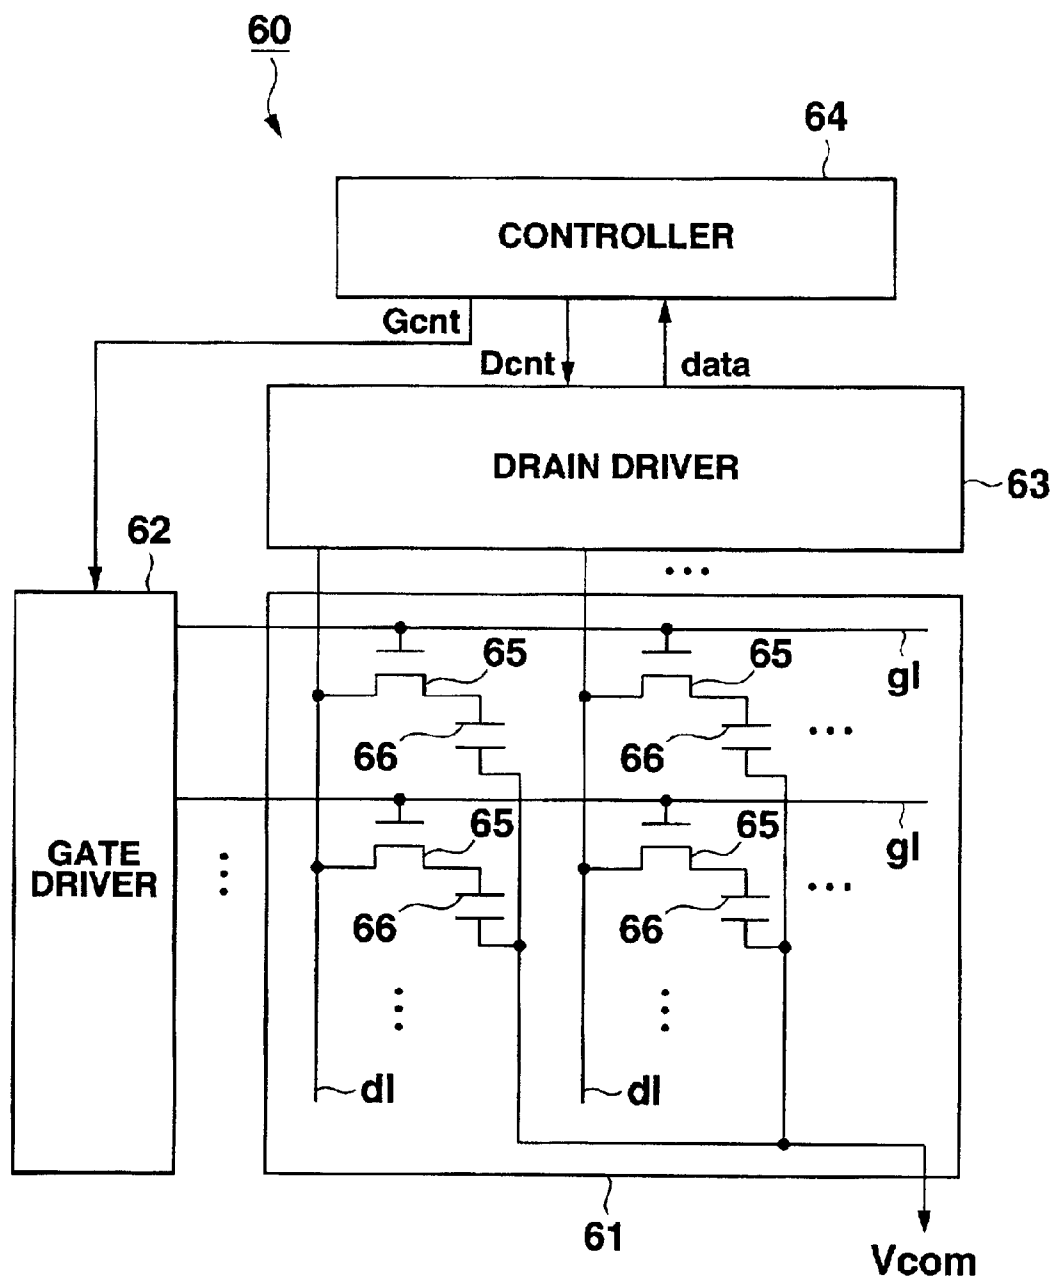 60
64
CONTROLLER
Gcnt
Dcnt
data
DRAIN DRIVER
63
62
...
65
65
gl
66
66
...
65
65
gl
GATE
DRIVER
...
66
66
...
...
...
dl
dl
61
Vcom